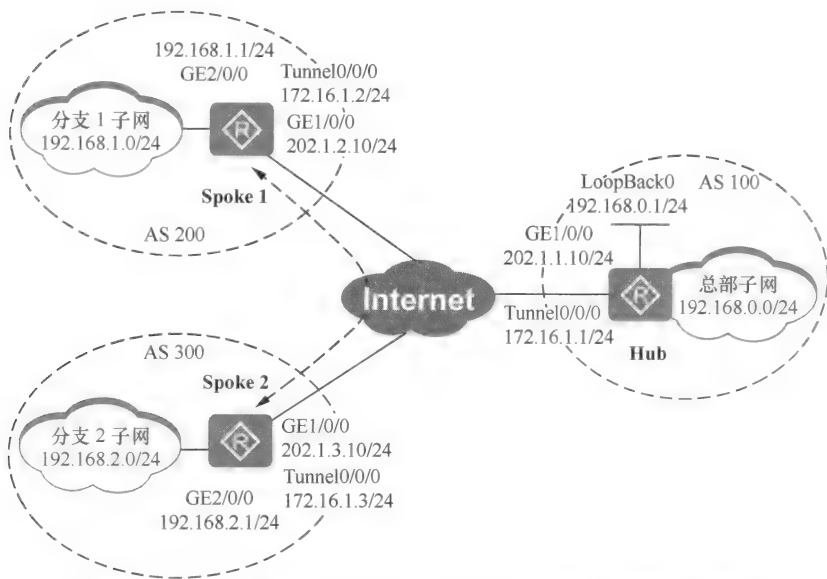 192.168.1.1/24
GE2/0/0
Tunnel0/0/0
172.16.1.2/24
分支 1 子网
192.168.1.0/24
R
GE1/0/0
202.1.2.10/24
Spoke 1
AS 200
LoopBack0
192.168.0.1/24
AS 100
GE1/0/0
202.1.1.10/24
Internet
R
总部子网
192.168.0.0/24
Tunnel0/0/0
172.16.1.1/24
Hub
AS 300
Spoke 2
分支 2 子网
192.168.2.0/24
R
GE1/0/0
202.1.3.10/24
Tunnel0/0/0
172.16.1.3/24
GE2/0/0
192.168.2.1/24